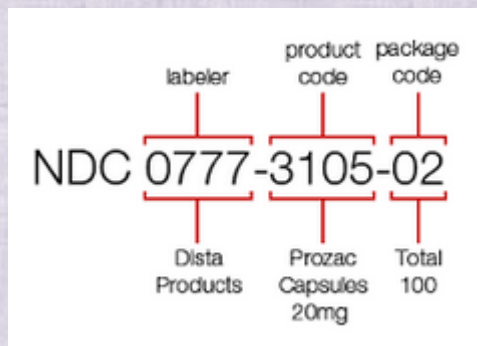 labeler
product code
package code
NDC 0777-3105-02
Dista Products
Prozac Capsules 20mg
Total 100